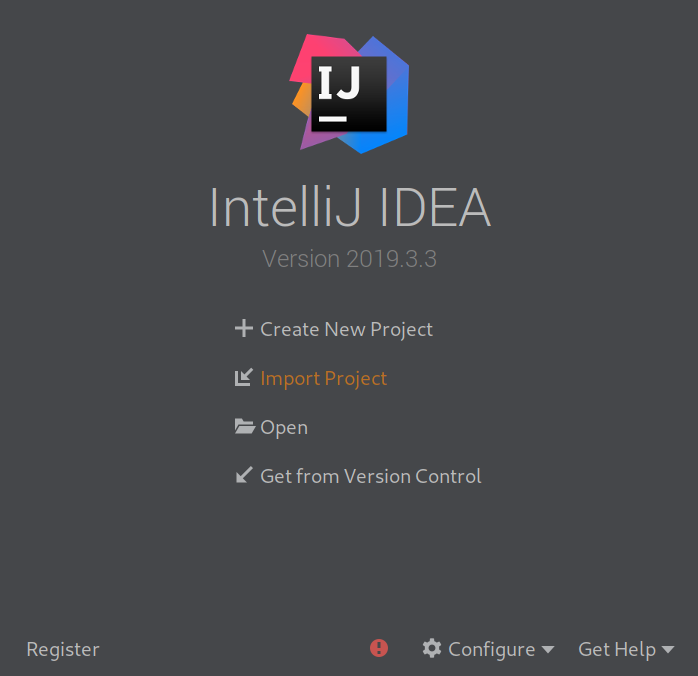 IJ
IntelliJ IDEA
Version 2019.3.3
Create New Project
Import Project
Open
Get from Version Control
Register
Configure
Get Help